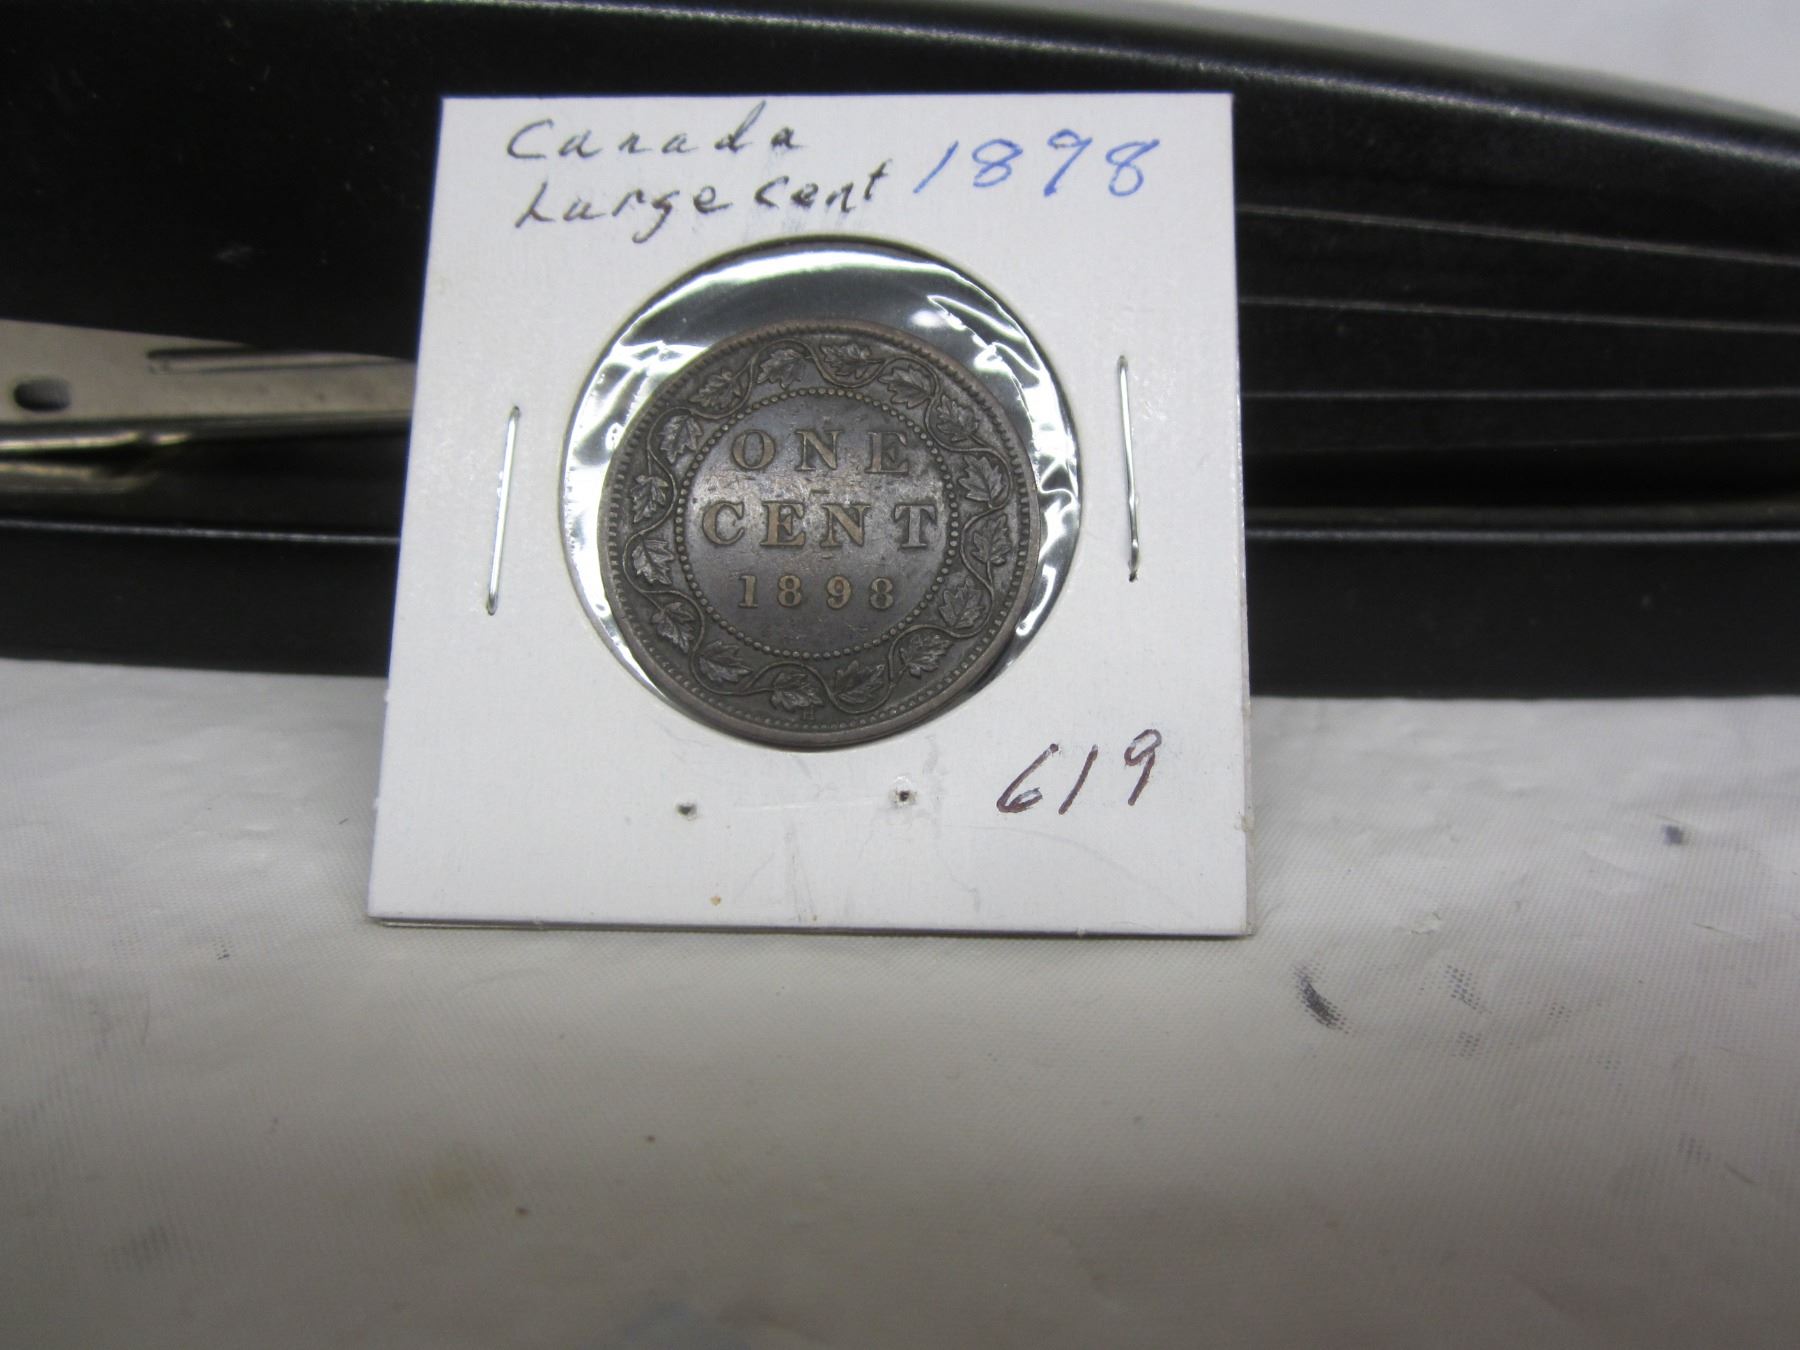 Canada
Large cent 1898
ONE
CENT
1898
H
619